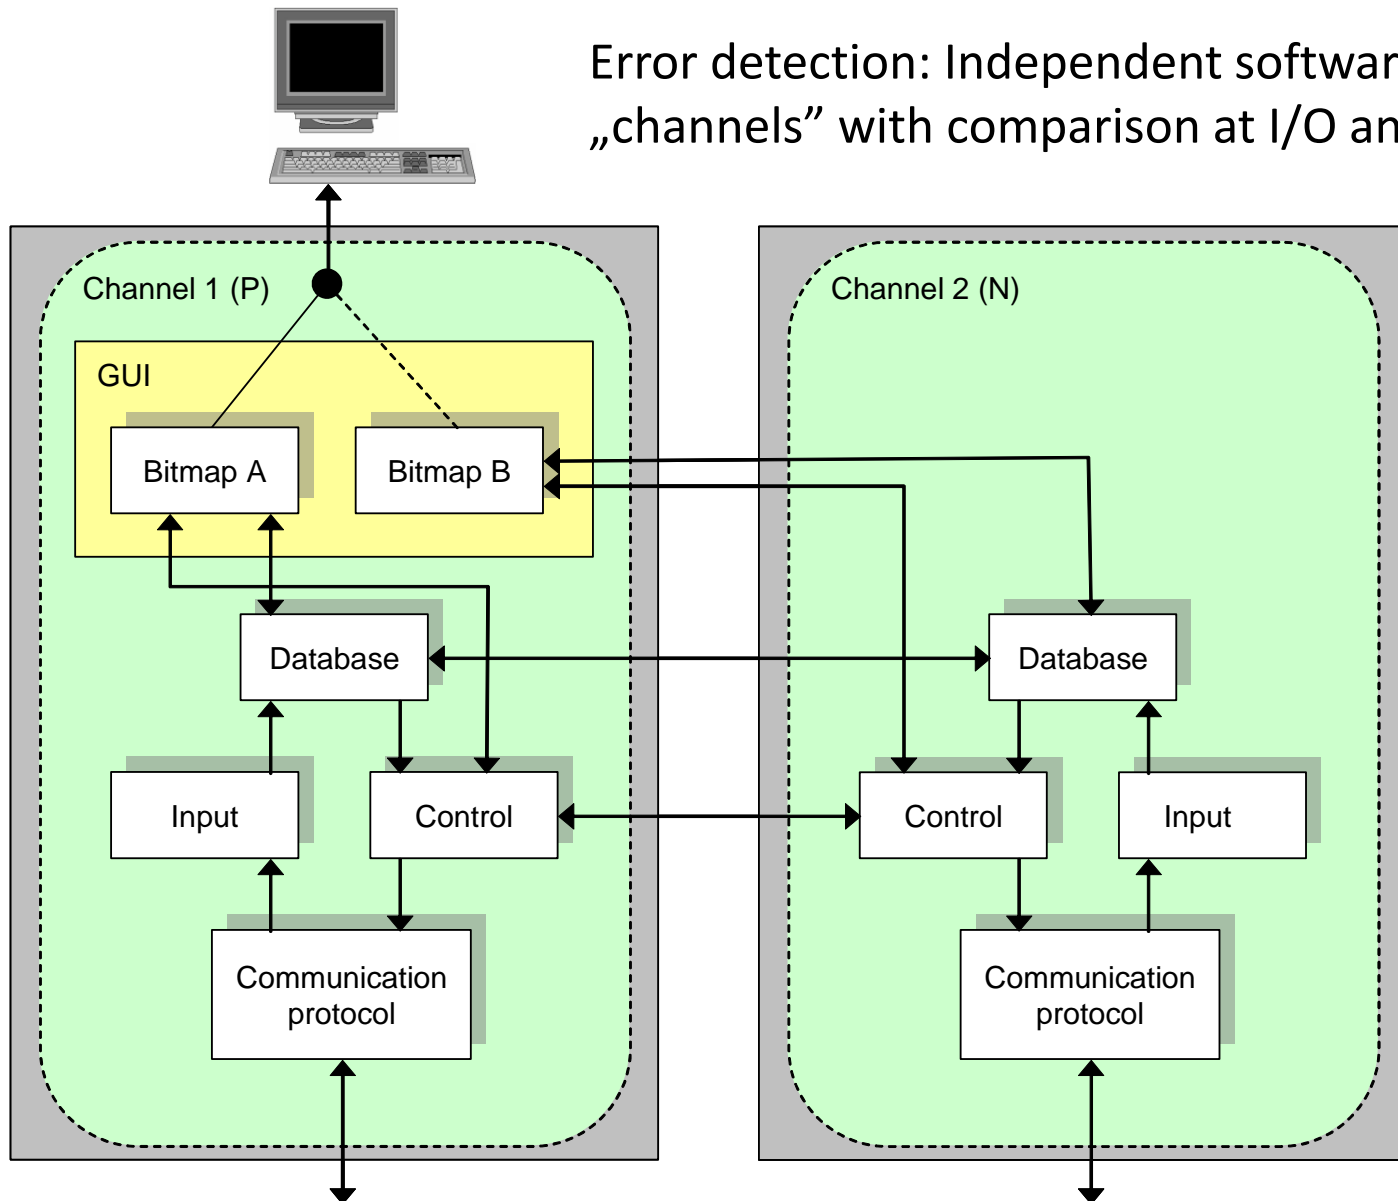 Error detection: Independent softwar
„channels” with comparison at I/O an
Channel 1 (P)
GUI
Bitmap A
Bitmap B
Database
Input
Control
Communication
protocol
Channel 2 (N)
Database
Control
Input
Communication
protocol